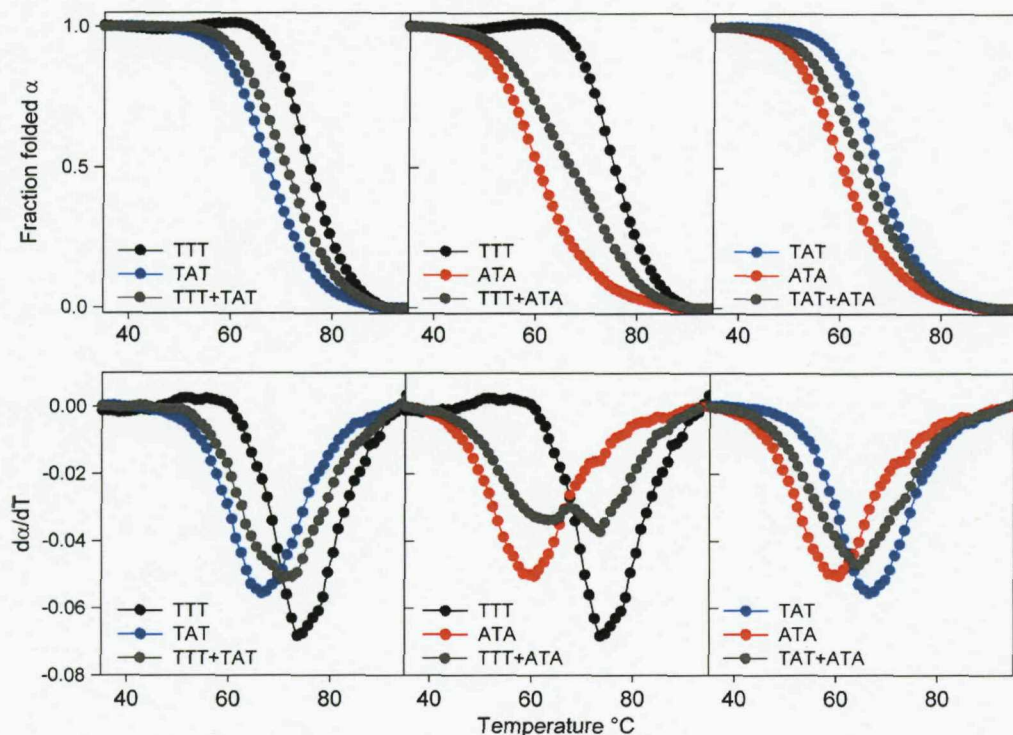 Fraction folded α
1.0
0.5
0.0
TTT
TAT
TTT+TAT
40
60
80
TTT
ATA
TTT+ATA
40
60
80
TAT
ATA
TAT+ATA
40
60
80
dα/dT
0.00
-0.02
-0.04
-0.06
-0.08
TTT
TAT
TTT+TAT
40
60
80
TTT
ATA
TTT+ATA
40
60
80
TAT
ATA
TAT+ATA
40
60
80
Temperature °C